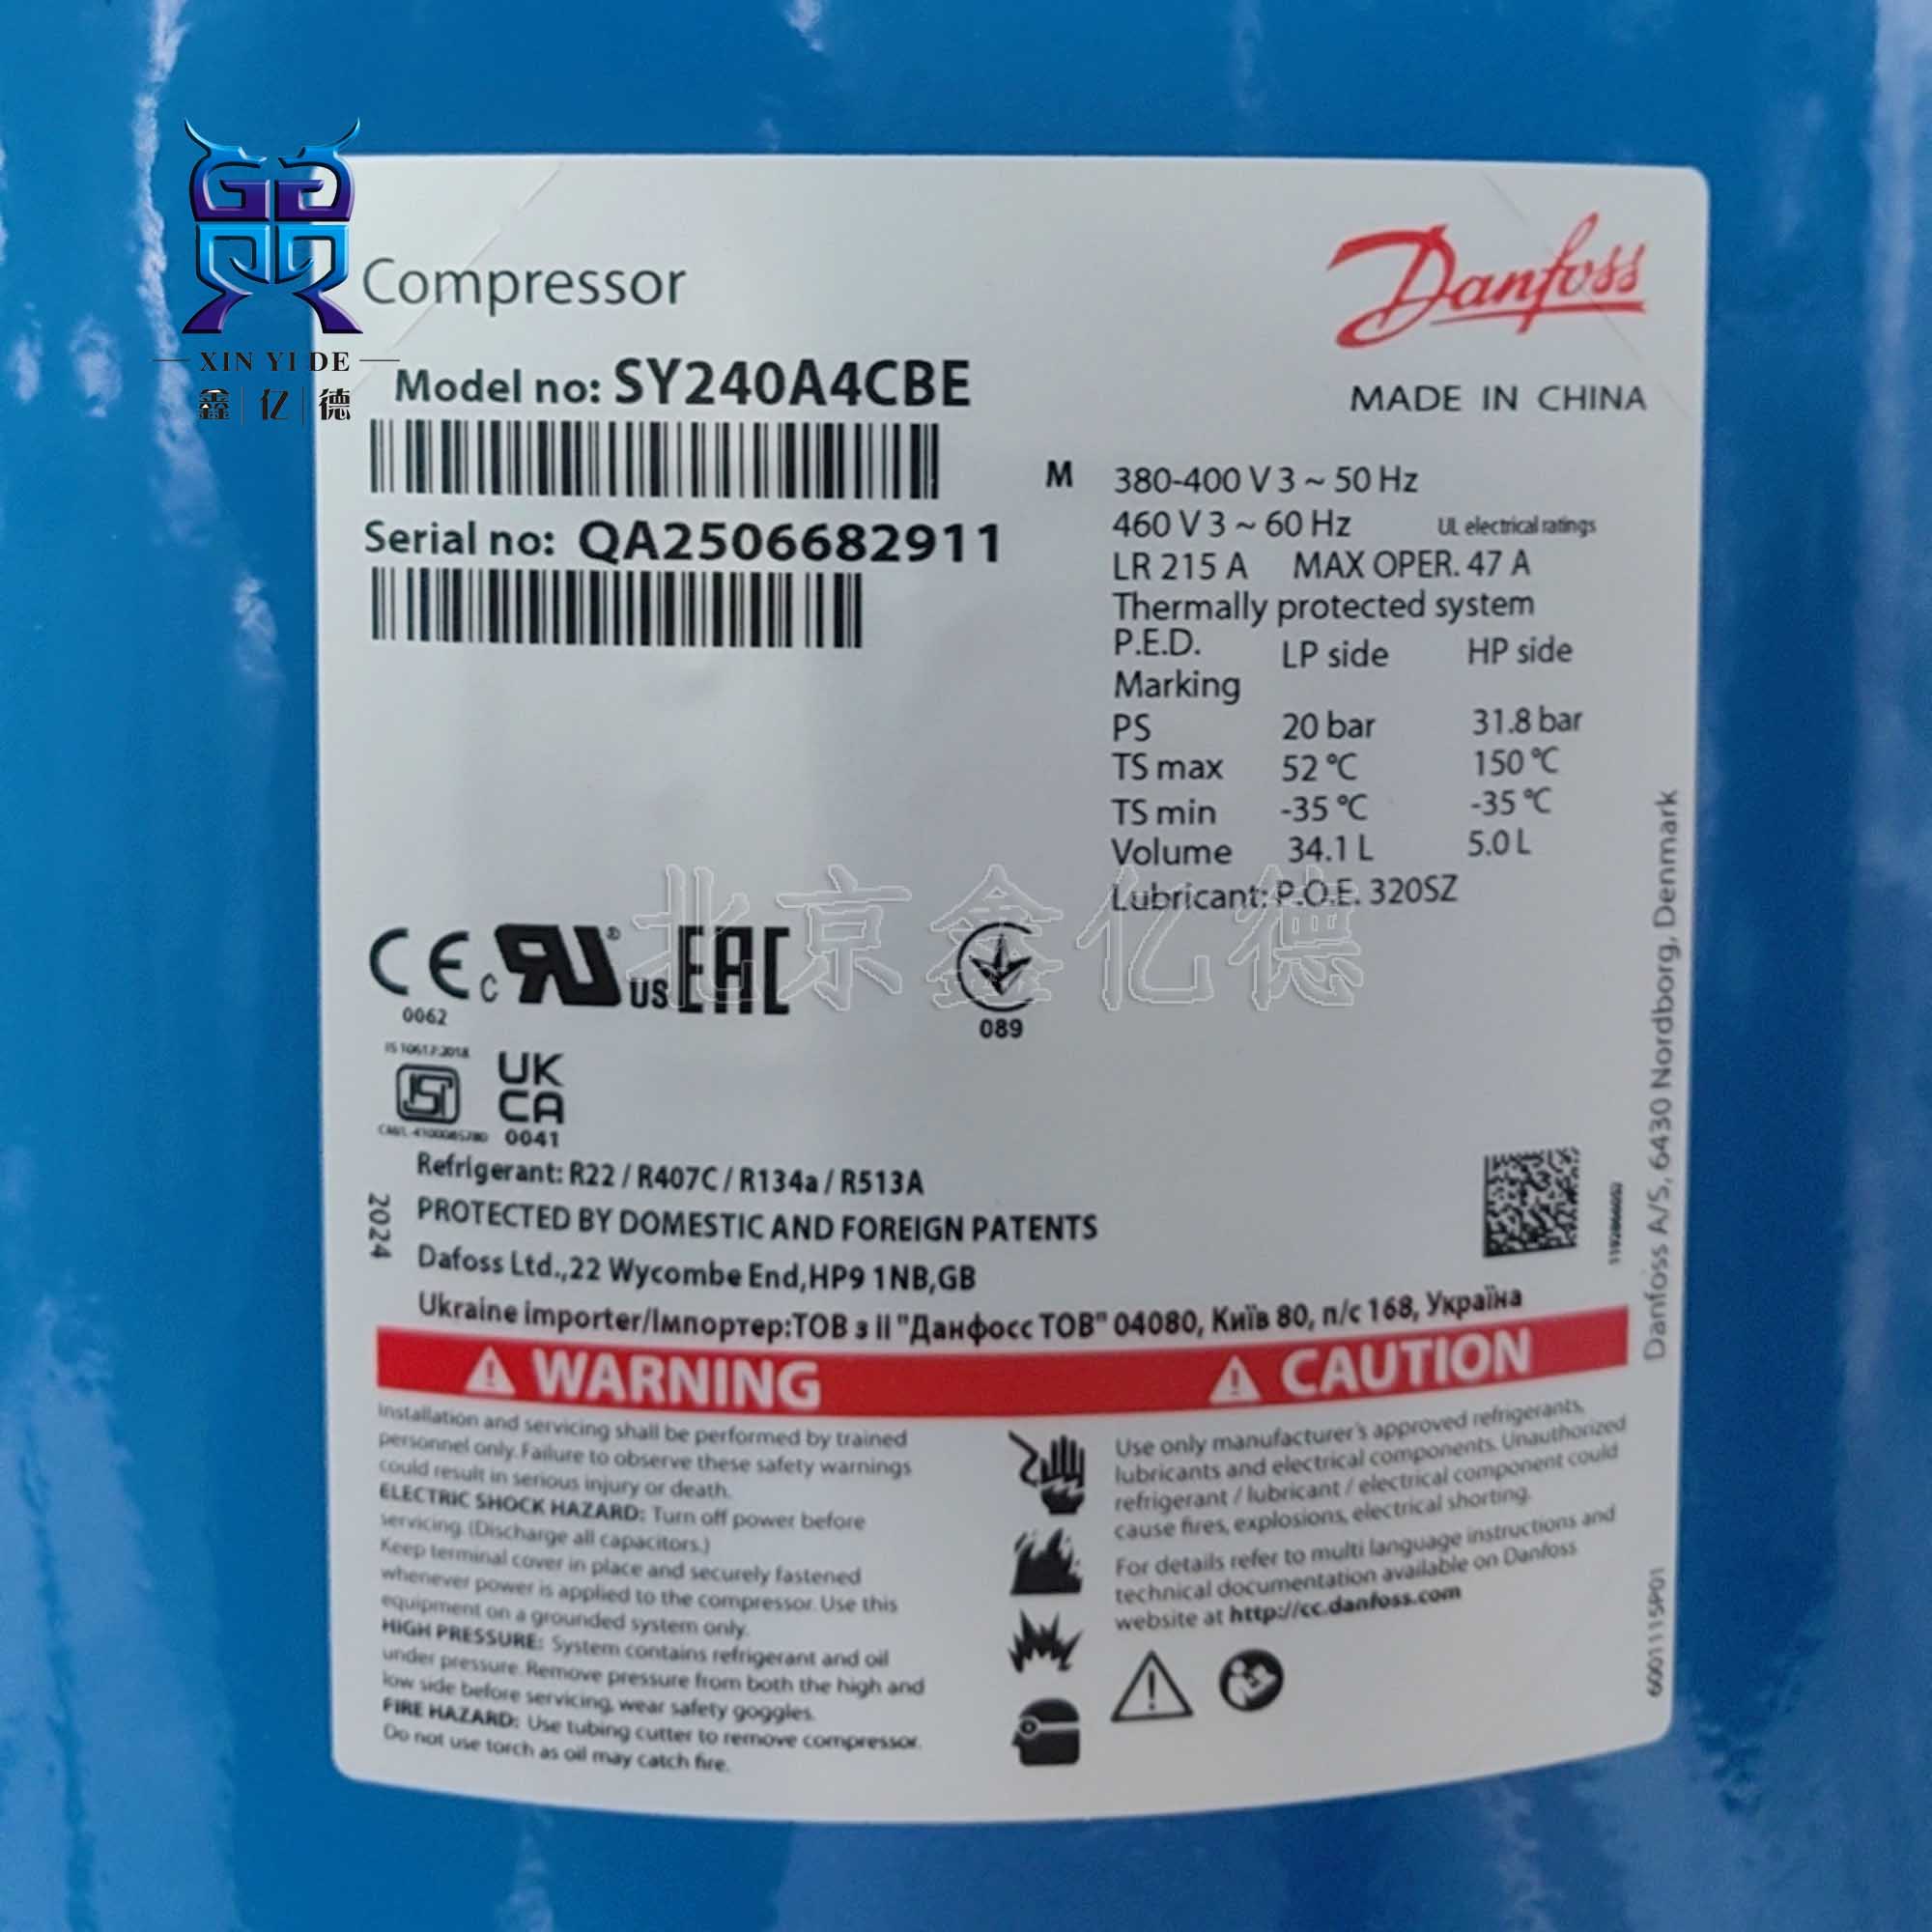 XIN YI DE
鑫 亿 德
Compressor
Danfoss
MADE IN CHINA
Model no: SY240A4CBE
Serial no: QA2506682911
M 380-400 V 3 ~ 50 Hz
460 V 3 ~ 60 Hz UL electrical ratings
LR 215 A MAX OPER. 47 A
Thermally protected system
P.E.D. LP side HP side
Marking
PS 20 bar 31.8 bar
TS max 52 °C 150 °C
TS min -35 °C -35 °C
Volume 34.1 L 5.0 L
Lubricant: P.O.E. 320SZ
北京鑫亿德
CE c RU ® US EAC
0062
089
IS 10617:2018
UK
CA
0041
Refrigerant: R22 / R407C / R134a / R513A
2024
PROTECTED BY DOMESTIC AND FOREIGN PATENTS
Dafoss Ltd.,22 Wycombe End,HP9 1NB,GB
Ukraine importer/Імпортер:ТОВ з ІІ "Данфосс ТОВ" 04080, Київ 80, п/с 168, Україна
Danfoss A/S, 6430 Nordborg, Denmark
WARNING
Installation and servicing shall be performed by trained
personnel only. Failure to observe these safety warnings
could result in serious injury or death.
ELECTRIC SHOCK HAZARD: Turn off power before
servicing. (Discharge all capacitors.)
Keep terminal cover in place and securely fastened
whenever power is applied to the compressor. Use this
equipment on a grounded system only.
HIGH PRESSURE: System contains refrigerant and oil
under pressure. Remove pressure from both the high and
low side before servicing, wear safety goggles.
FIRE HAZARD: Use tubing cutter to remove compressor.
Do not use torch as oil may catch fire.
CAUTION
Use only manufacturer's approved refrigerants,
lubricants and electrical components. Unauthorized
refrigerant / lubricant / electrical component could
cause fires, explosions, electrical shorting.
For details refer to multi language instructions and
technical documentation available on Danfoss
website at http://cc.danfoss.com
6001115P01